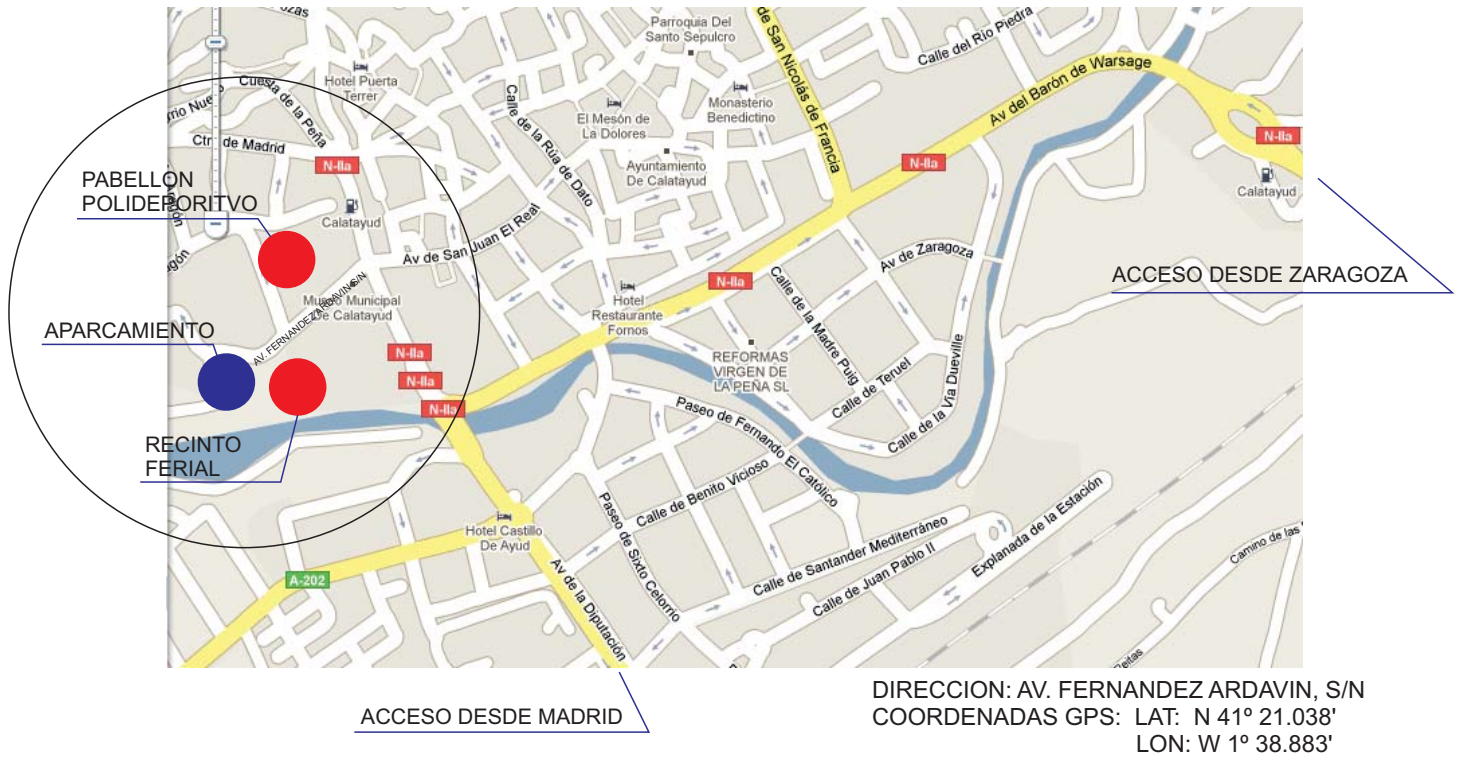 Parroquia Del
Santo Sepulcro
Calle del Río Piedra
de San Nicolás de Francia
Av del Barón de Warsage
Hotel Puerta
Terrer
Cuesta de la Peña
Ctra de Madrid
N-IIa
El Mesón de
La Dolores
Monasterio
Benedictino
Calle de la Rúa de Dato
Ayuntamiento
De Calatayud
N-IIa
N-IIa
Calatayud
PABELLON
POLIDEPORITVO
Calatayud
Av de San Juan El Real
Av de Zaragoza
ACCESO DESDE ZARAGOZA
N-IIa
Museo Municipal
De Calatayud
AV. FERNANDEZ ARDAVIN S/N
Hotel
Restaurante
Fornos
Calle de la Madre Puig
APARCAMIENTO
N-IIa
N-IIa
N-IIa
REFORMAS
VIRGEN DE
LA PEÑA SL
Calle de Teruel
Calle de la Vía Dueville
Paseo de Fernando El Católico
RECINTO
FERIAL
Calle de Benito Vicioso
Hotel Castillo
De Ayud
Paseo de Sixto Celorrio
Calle de Santander Mediterráneo
Calle de Juan Pablo II
Explanada de la Estación
Camino de las
A-202
Av de la Diputación
ACCESO DESDE MADRID
DIRECCION: AV. FERNANDEZ ARDAVIN, S/N
COORDENADAS GPS: LAT: N 41º 21.038'
LON: W 1º 38.883'